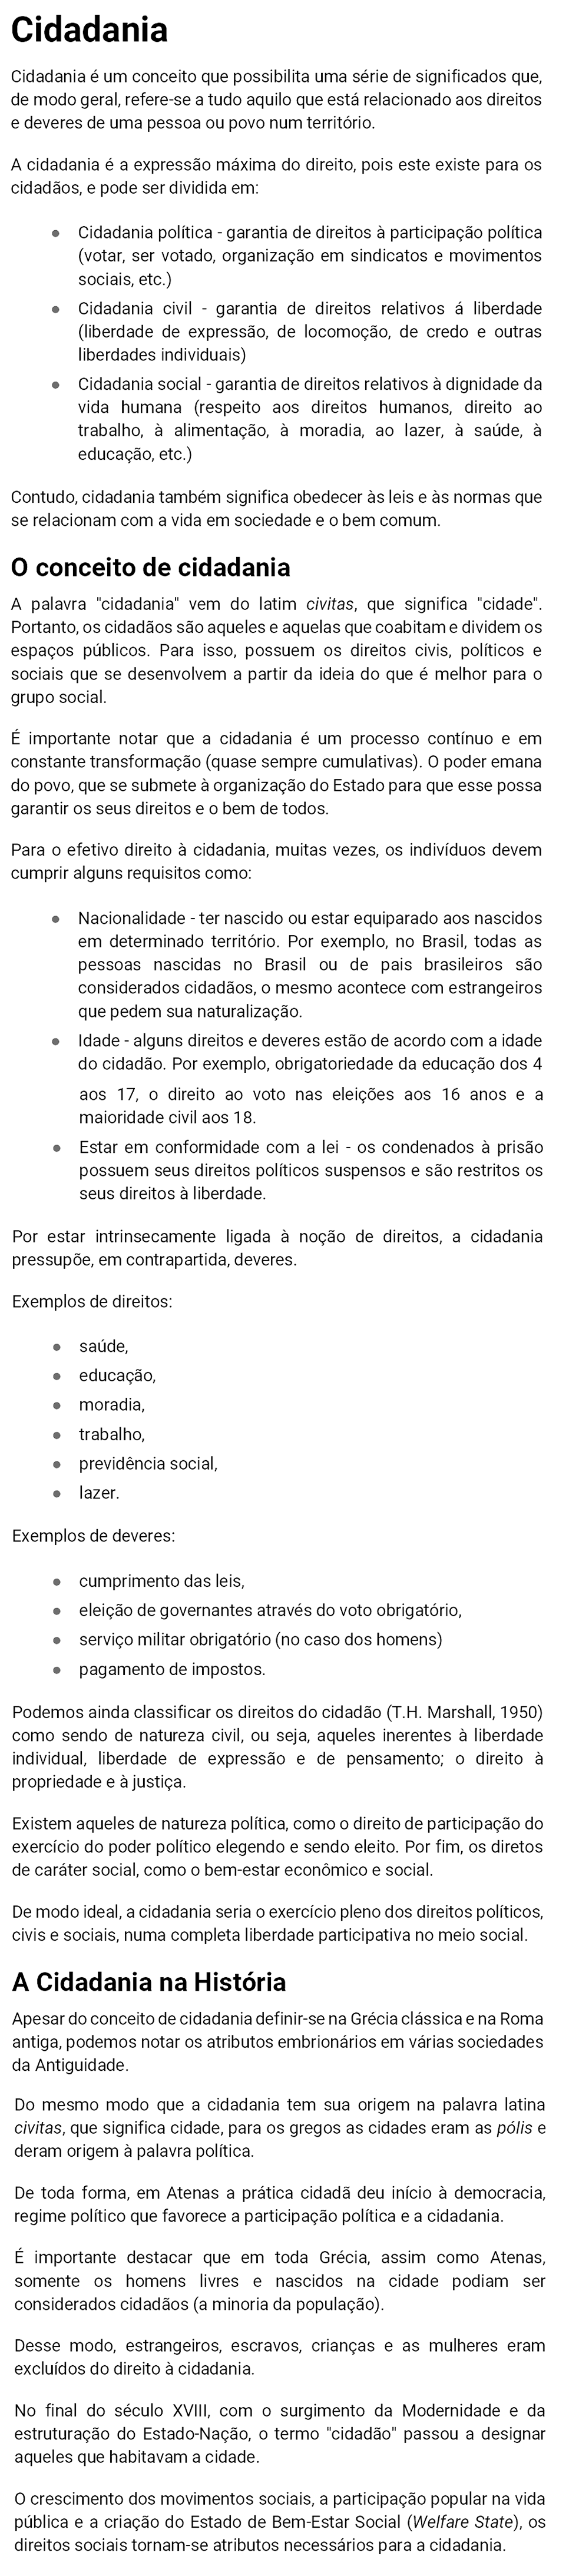 Cidadania
Cidadania é um conceito que possibilita uma série de significados que,
de modo geral, refere-se a tudo aquilo que está relacionado aos direitos
e deveres de uma pessoa ou povo num território.
A cidadania é a expressão máxima do direito, pois este existe para os
cidadãos, e pode ser dividida em:
● Cidadania política - garantia de direitos à participação política
(votar, ser votado, organização em sindicatos e movimentos
sociais, etc.)
● Cidadania civil - garantia de direitos relativos á liberdade
(liberdade de expressão, de locomoção, de credo e outras
liberdades individuais)
● Cidadania social - garantia de direitos relativos à dignidade da
vida humana (respeito aos direitos humanos, direito ao
trabalho, à alimentação, à moradia, ao lazer, à saúde, à
educação, etc.)
Contudo, cidadania também significa obedecer às leis e às normas que
se relacionam com a vida em sociedade e o bem comum.
O conceito de cidadania
A palavra "cidadania" vem do latim civitas, que significa "cidade".
Portanto, os cidadãos são aqueles e aquelas que coabitam e dividem os
espaços públicos. Para isso, possuem os direitos civis, políticos e
sociais que se desenvolvem a partir da ideia do que é melhor para o
grupo social.
É importante notar que a cidadania é um processo contínuo e em
constante transformação (quase sempre cumulativas). O poder emana
do povo, que se submete à organização do Estado para que esse possa
garantir os seus direitos e o bem de todos.
Para o efetivo direito à cidadania, muitas vezes, os indivíduos devem
cumprir alguns requisitos como:
● Nacionalidade - ter nascido ou estar equiparado aos nascidos
em determinado território. Por exemplo, no Brasil, todas as
pessoas nascidas no Brasil ou de pais brasileiros são
considerados cidadãos, o mesmo acontece com estrangeiros
que pedem sua naturalização.
● Idade - alguns direitos e deveres estão de acordo com a idade
do cidadão. Por exemplo, obrigatoriedade da educação dos 4
aos 17, o direito ao voto nas eleições aos 16 anos e a
maioridade civil aos 18.
● Estar em conformidade com a lei - os condenados à prisão
possuem seus direitos políticos suspensos e são restritos os
seus direitos à liberdade.
Por estar intrinsecamente ligada à noção de direitos, a cidadania
pressupõe, em contrapartida, deveres.
Exemplos de direitos:
● saúde,
● educação,
● moradia,
● trabalho,
● previdência social,
● lazer.
Exemplos de deveres:
● cumprimento das leis,
● eleição de governantes através do voto obrigatório,
● serviço militar obrigatório (no caso dos homens)
● pagamento de impostos.
Podemos ainda classificar os direitos do cidadão (T.H. Marshall, 1950)
como sendo de natureza civil, ou seja, aqueles inerentes à liberdade
individual, liberdade de expressão e de pensamento; o direito à
propriedade e à justiça.
Existem aqueles de natureza política, como o direito de participação do
exercício do poder político elegendo e sendo eleito. Por fim, os diretos
de caráter social, como o bem-estar econômico e social.
De modo ideal, a cidadania seria o exercício pleno dos direitos políticos,
civis e sociais, numa completa liberdade participativa no meio social.
A Cidadania na História
Apesar do conceito de cidadania definir-se na Grécia clássica e na Roma
antiga, podemos notar os atributos embrionários em várias sociedades
da Antiguidade.
Do mesmo modo que a cidadania tem sua origem na palavra latina
civitas, que significa cidade, para os gregos as cidades eram as pólis e
deram origem à palavra política.
De toda forma, em Atenas a prática cidadã deu início à democracia,
regime político que favorece a participação política e a cidadania.
É importante destacar que em toda Grécia, assim como Atenas,
somente os homens livres e nascidos na cidade podiam ser
considerados cidadãos (a minoria da população).
Desse modo, estrangeiros, escravos, crianças e as mulheres eram
excluídos do direito à cidadania.
No final do século XVIII, com o surgimento da Modernidade e da
estruturação do Estado-Nação, o termo "cidadão" passou a designar
aqueles que habitavam a cidade.
O crescimento dos movimentos sociais, a participação popular na vida
pública e a criação do Estado de Bem-Estar Social (Welfare State), os
direitos sociais tornam-se atributos necessários para a cidadania.